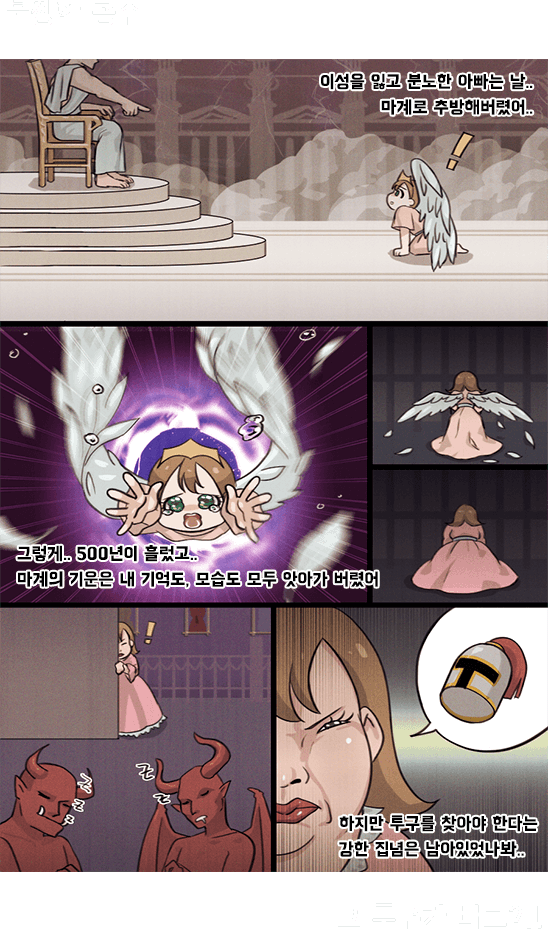 이성을 잃고 분노한 아빠는 날..
마계로 추방해버렸어..
!
그렇게.. 500년이 흘렀고..
마계의 기운은 내 기억도, 모습도 모두 앗아가 버렸어
!
z z z
z z z
하지만 투구를 찾아야 한다는
강한 집념은 남아있었나봐..